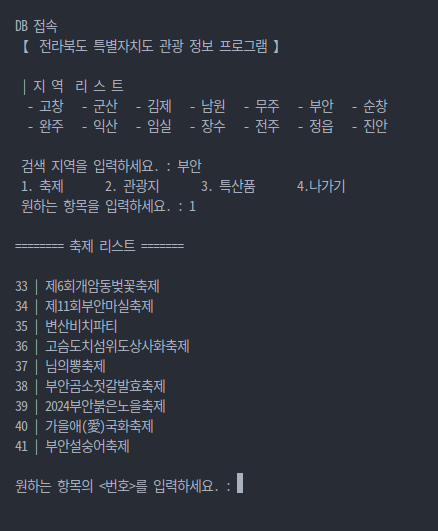 DB 접속
【 전라북도 특별자치도 관광 정보 프로그램 】
| 지 역 리 스 트
- 고창 - 군산 - 김제 - 남원 - 무주 - 부안 - 순창
- 완주 - 익산 - 임실 - 장수 - 전주 - 정읍 - 진안
검색 지역을 입력하세요. : 부안
1. 축제 2. 관광지 3. 특산품 4.나가기
원하는 항목을 입력하세요. : 1
======== 축제 리스트 =======
33 | 제6회개암동벚꽃축제
34 | 제11회부안마실축제
35 | 변산비치파티
36 | 고슴도치섬위도상사화축제
37 | 님의뽕축제
38 | 부안곰소젓갈발효축제
39 | 2024부안붉은노을축제
40 | 가을애(愛)국화축제
41 | 부안설숭어축제
원하는 항목의 <번호>를 입력하세요. :